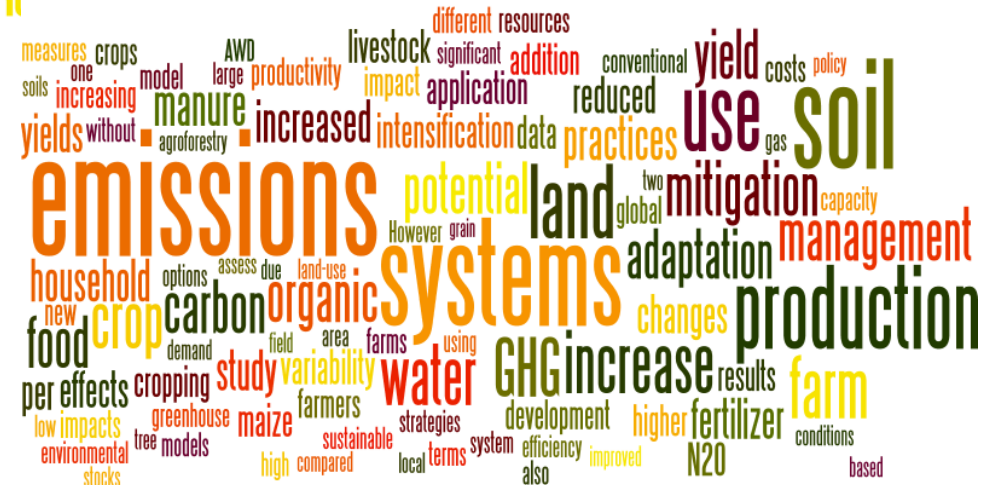 different resources
measures crops AWD livestock significant addition conventional yield costs policy
soils one model large productivity impact application reduced use soil
increasing manure
yields without agroforestry increased intensification data practices gas
emissions potential land two global mitigation capacity
However grain systems adaptation management
household options assess due land-use
new crop carbon organic changes production
food demand field area farms using GHG increase results farm
per effects cropping study variability water
low impacts greenhouse maize farmers strategies development higher fertilizer conditions
environmental tree models sustainable terms system efficiency improved N2O
stocks high compared local also based